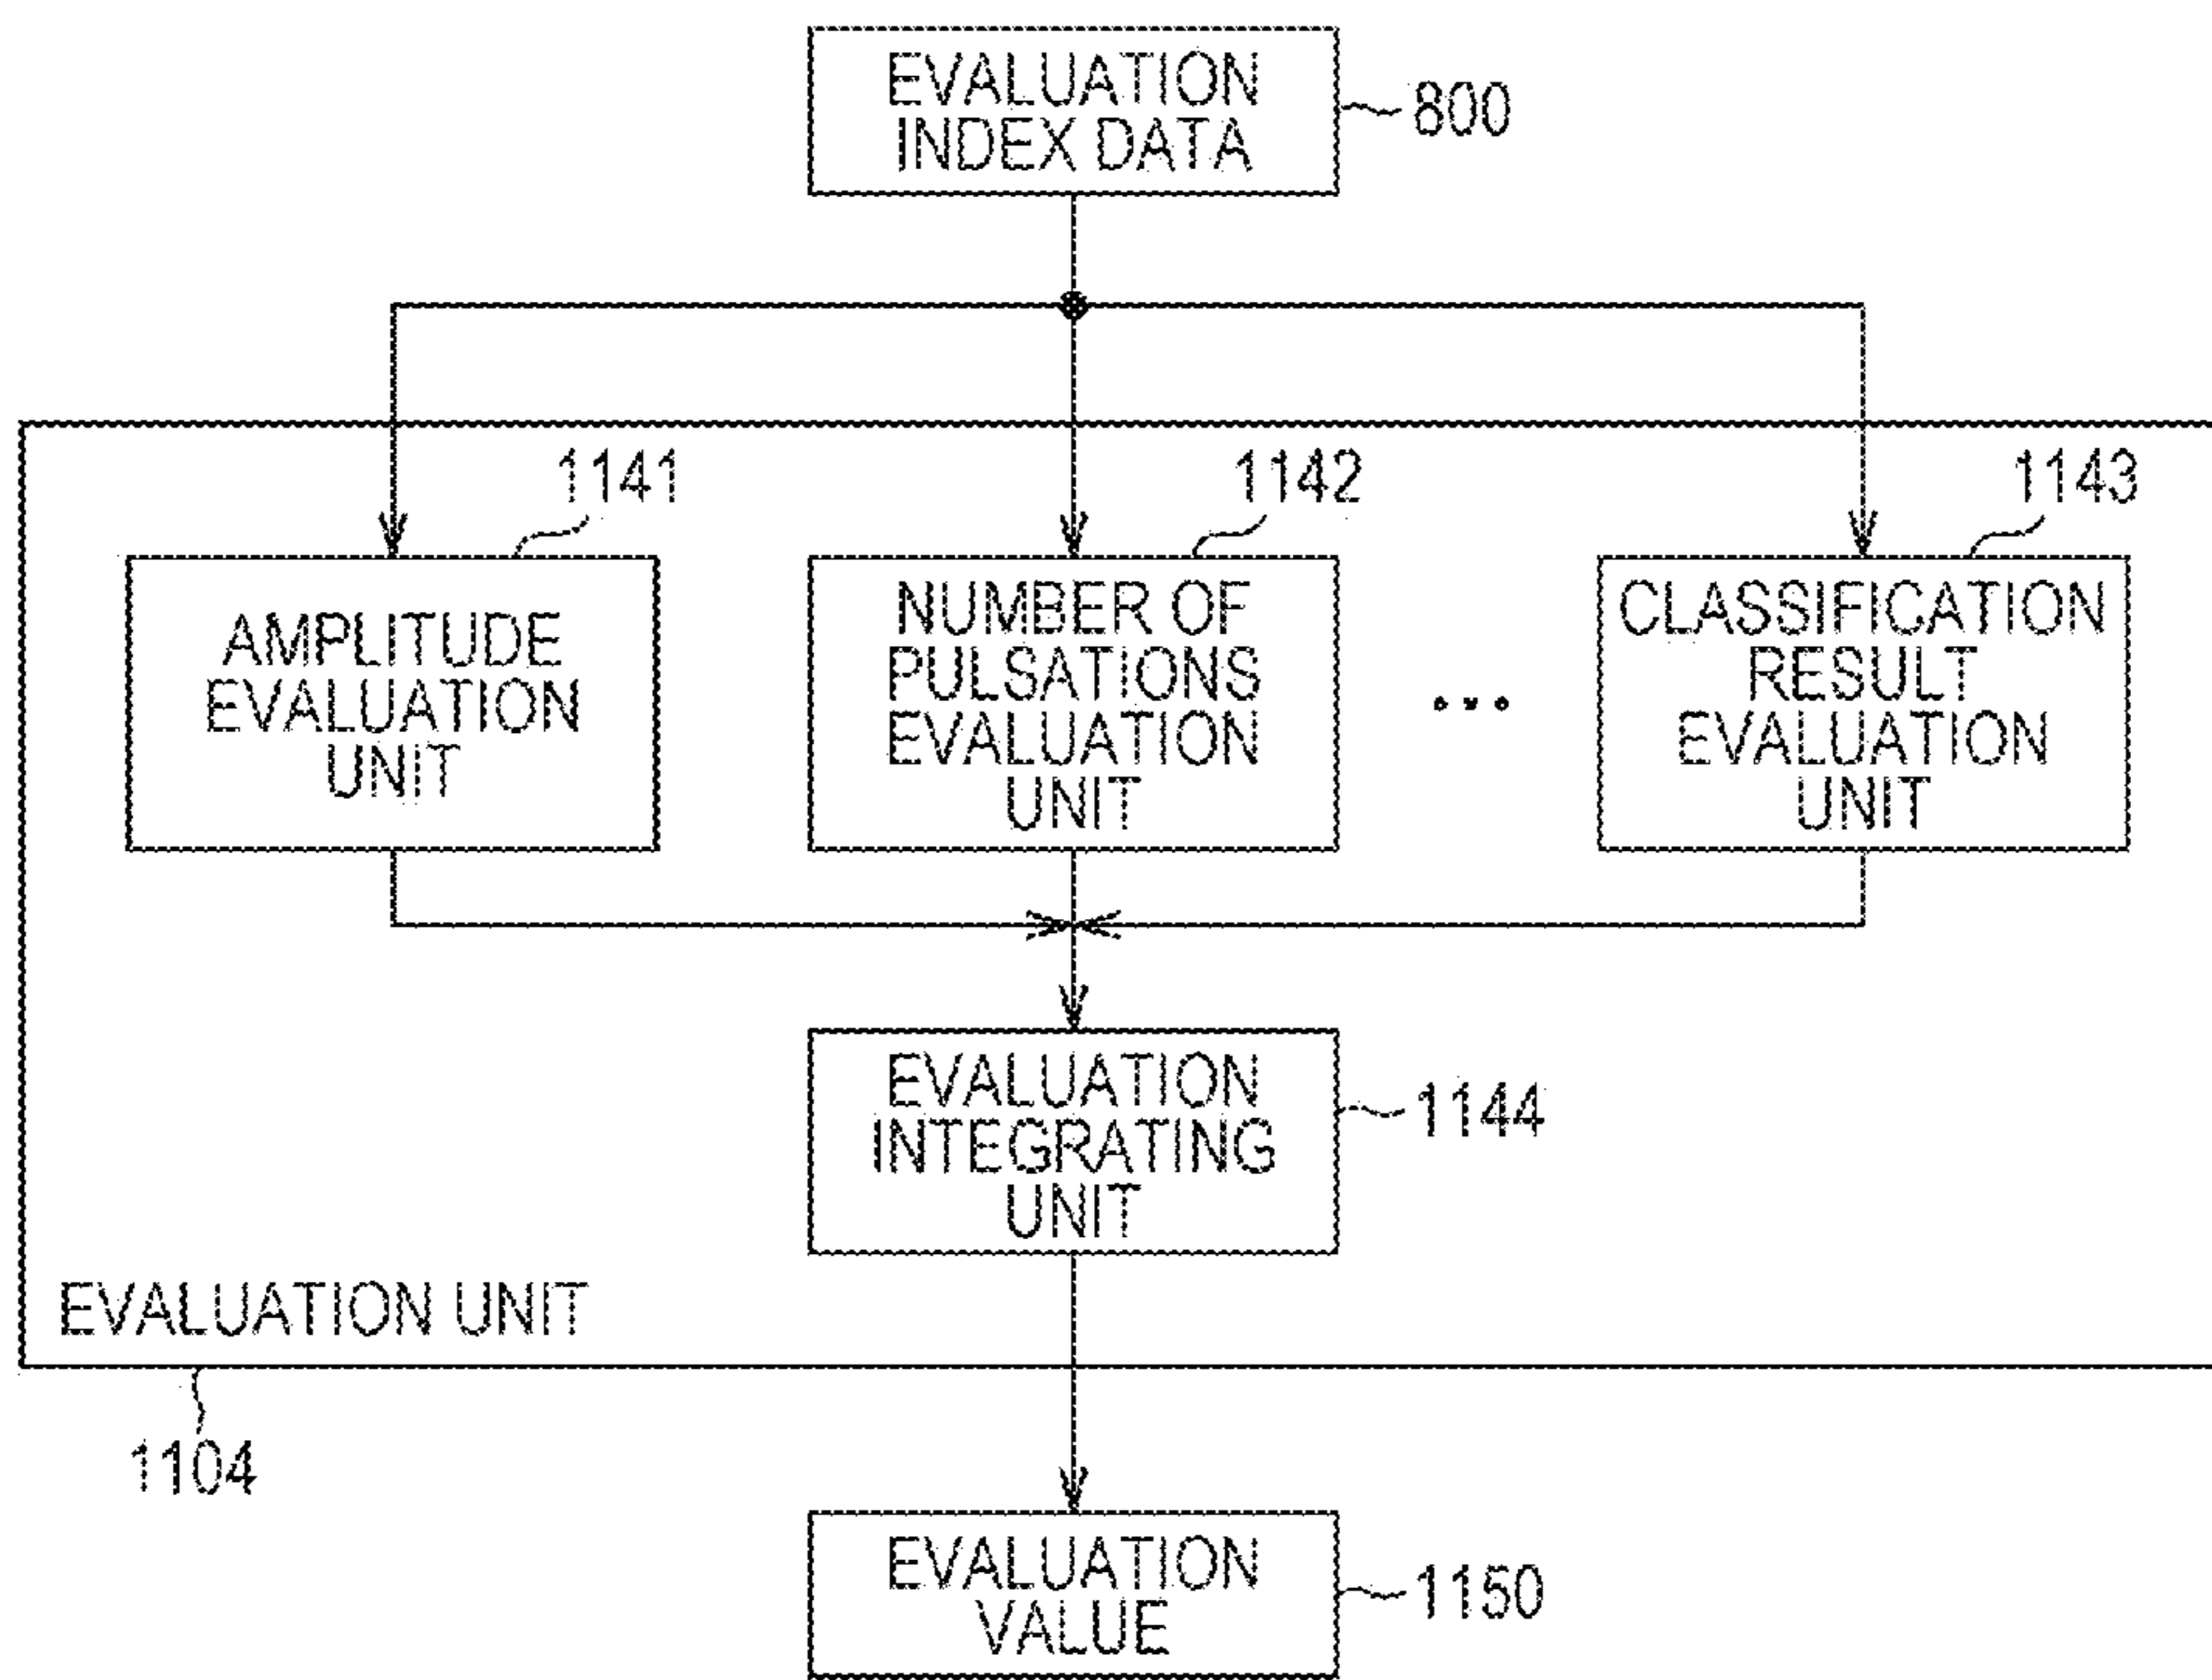 EVALUATION
INDEX DATA
800
1141
1142
1143
AMPLITUDE
EVALUATION
UNIT
NUMBER OF
PULSATIONS
EVALUATION
UNIT
...
CLASSIFICATION
RESULT
EVALUATION
UNIT
EVALUATION
INTEGRATING
UNIT
1144
EVALUATION UNIT
1104
EVALUATION
VALUE
1150